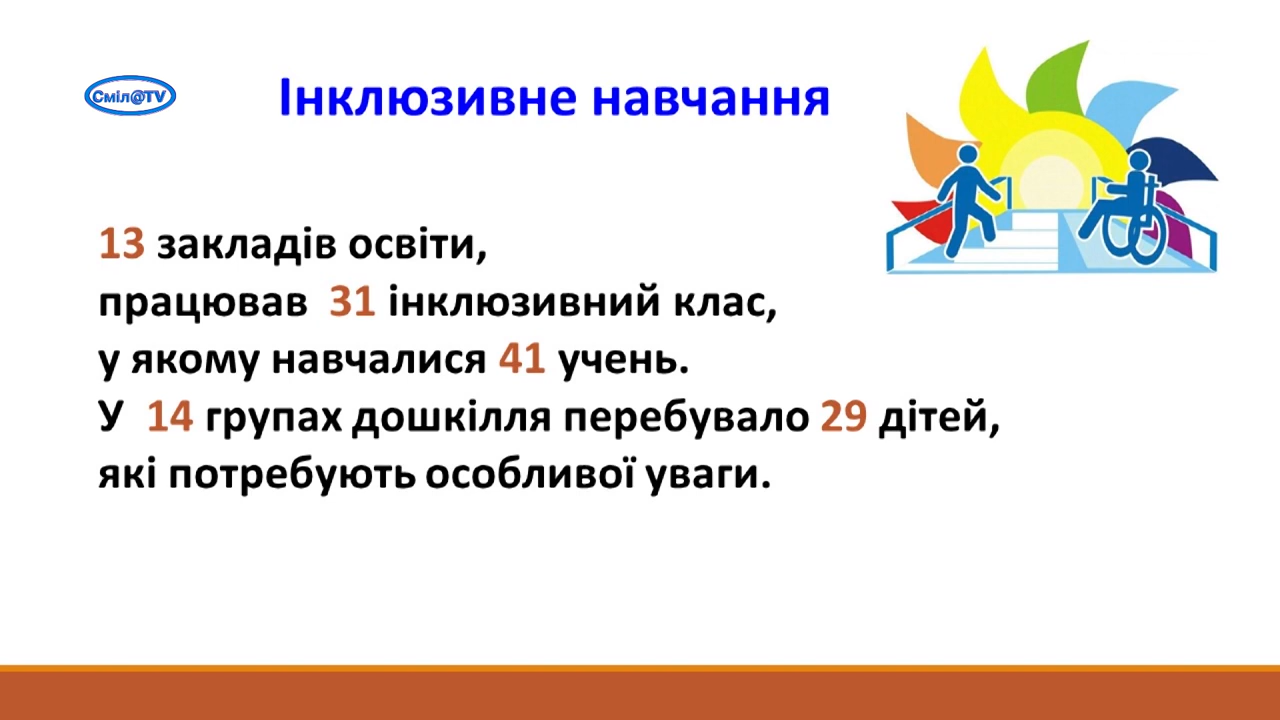 Сміл@TV
Інклюзивне навчання
13 закладів освіти,
працював 31 інклюзивний клас,
у якому навчалися 41 учень.
У 14 групах дошкілля перебувало 29 дітей,
які потребують особливої уваги.